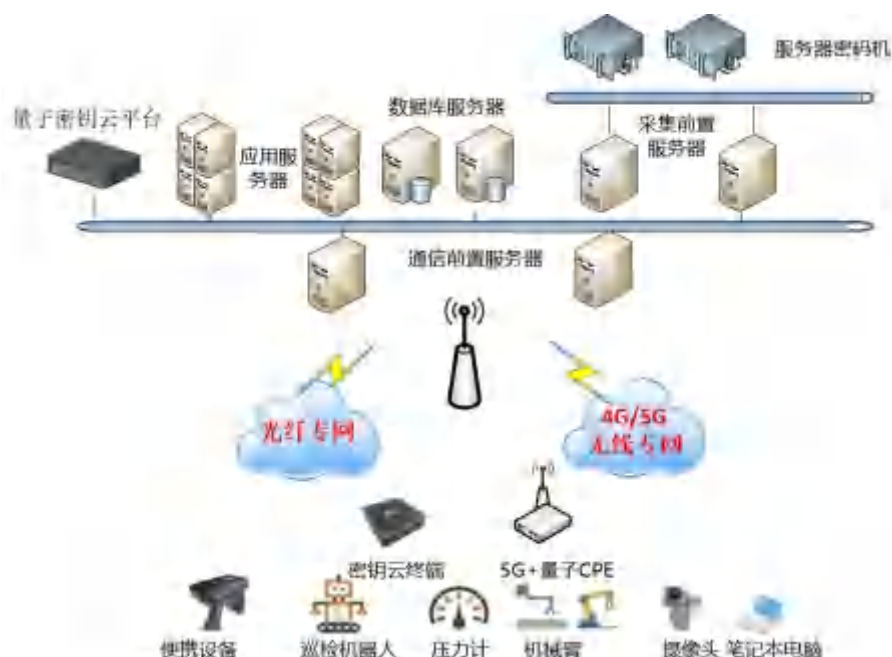 服务器密码机
量子密钥云平台
数据库服务器
采集前置
服务器
应用服
务器
通信前置服务器
光纤专网
4G/5G
无线专网
密钥云终端
5G+量子CPE
便携设备
巡检机器人
压力计
机械臂
摄像头
笔记本电脑